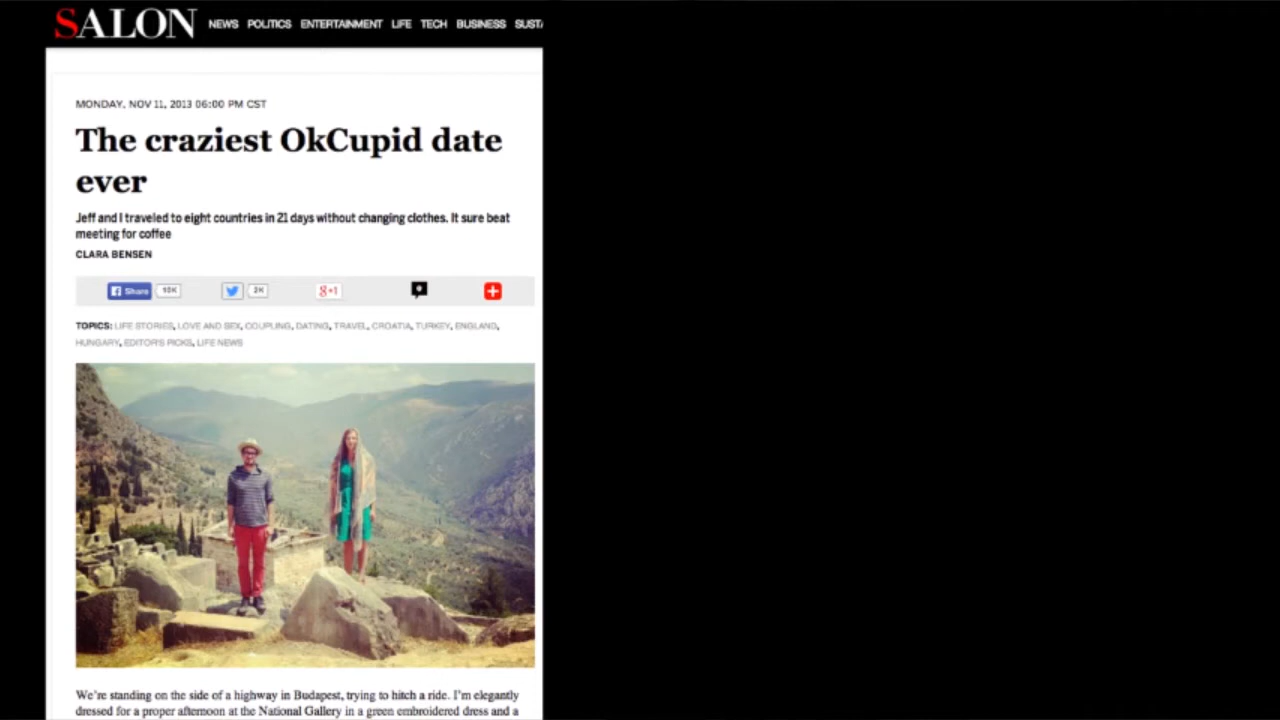 SALON NEWS POLITICS ENTERTAINMENT LIFE TECH BUSINESS SUSTA
MONDAY, NOV 11, 2013 06:00 PM CST
The craziest OkCupid date
ever
Jeff and I traveled to eight countries in 21 days without changing clothes. It sure beat
meeting for coffee
CLARA BENSEN
Share 10K 2K g+1
TOPICS: LIFE STORIES, LOVE AND SEX, COUPLING, DATING, TRAVEL, CROATIA, TURKEY, ENGLAND,
HUNGARY, EDITOR'S PICKS, LIFE NEWS
We're standing on the side of a highway in Budapest, trying to hitch a ride. I'm elegantly
dressed for a proper afternoon at the National Gallery in a green embroidered dress and a